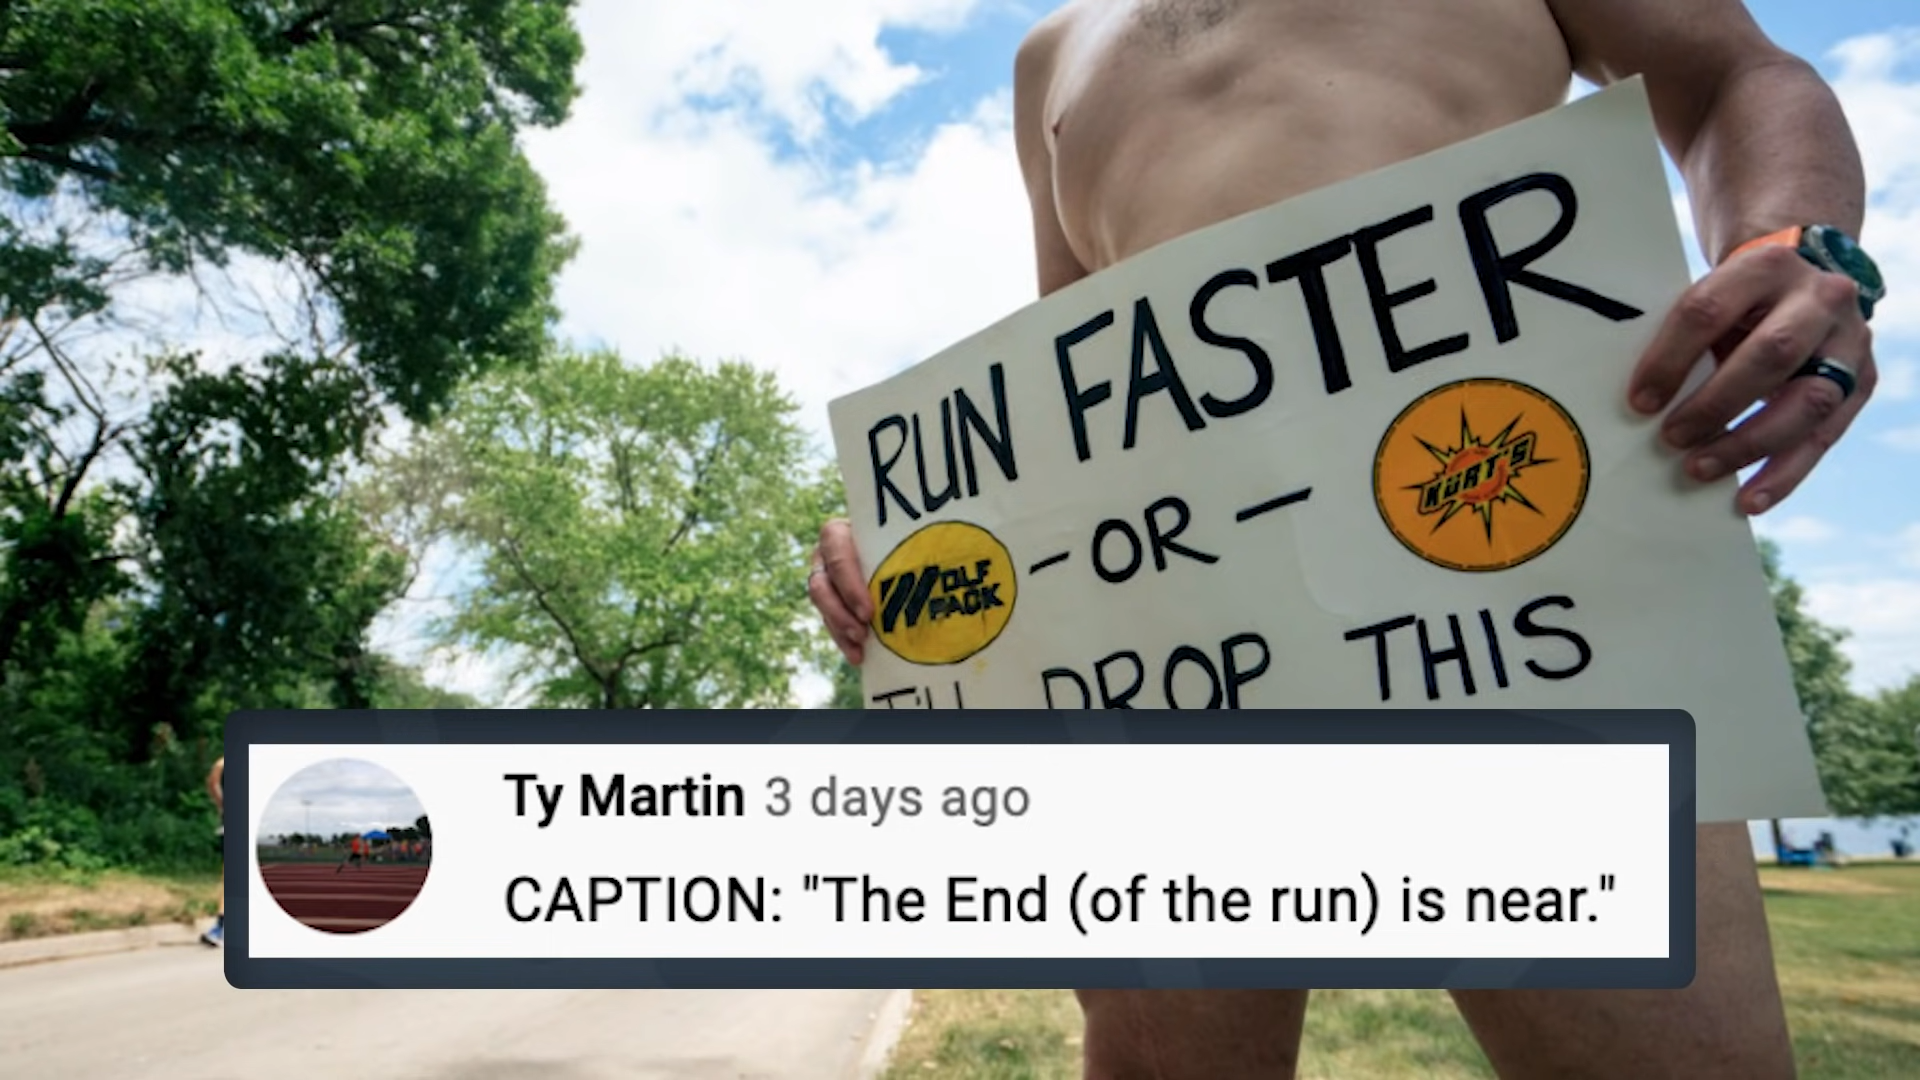 RUN FASTER
WOLF
PACK
- OR -
KURT'S
I'LL DROP THIS
Ty Martin 3 days ago
CAPTION: "The End (of the run) is near."